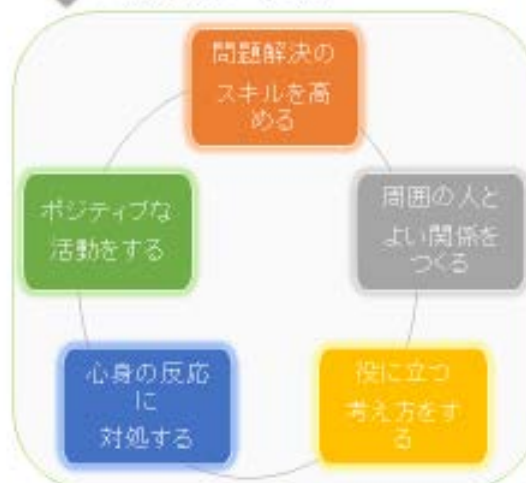 問題解決の
スキルを高
める
周囲の人と
よい関係を
つくる
役に立つ
考え方をす
る
心身の反応
に
対処する
ポジティブな
活動をする